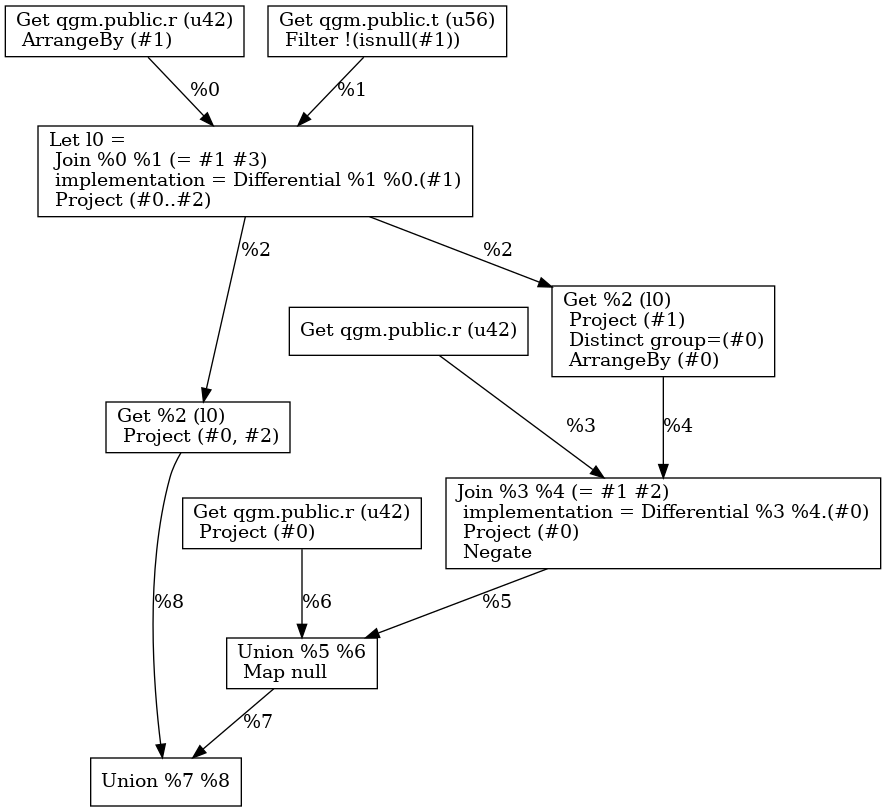 Get qgm.public.r (u42)
ArrangeBy (#1)
Get qgm.public.t (u56)
Filter !(isnull(#1))
%0
%1
Let l0 =
Join %0 %1 (= #1 #3)
implementation = Differential %1 %0.(#1)
Project (#0..#2)
%2
%2
Get %2 (l0)
Project (#1)
Distinct group=(#0)
ArrangeBy (#0)
Get qgm.public.r (u42)
Get %2 (l0)
Project (#0, #2)
%3
%4
Join %3 %4 (= #1 #2)
implementation = Differential %3 %4.(#0)
Project (#0)
Negate
Get qgm.public.r (u42)
Project (#0)
%8
%6
%5
Union %5 %6
Map null
%7
Union %7 %8